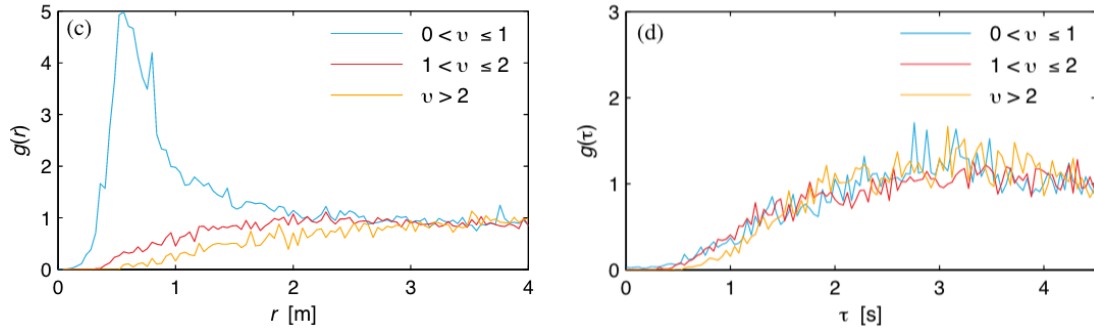 (c)
0 < υ ≤ 1
1 < υ ≤ 2
υ > 2
g(r)
5
4
3
2
1
0
0 1 2 3 4
r [m]
(d)
0 < υ ≤ 1
1 < υ ≤ 2
υ > 2
g(τ)
3
2
1
0
0 1 2 3 4
τ [s]